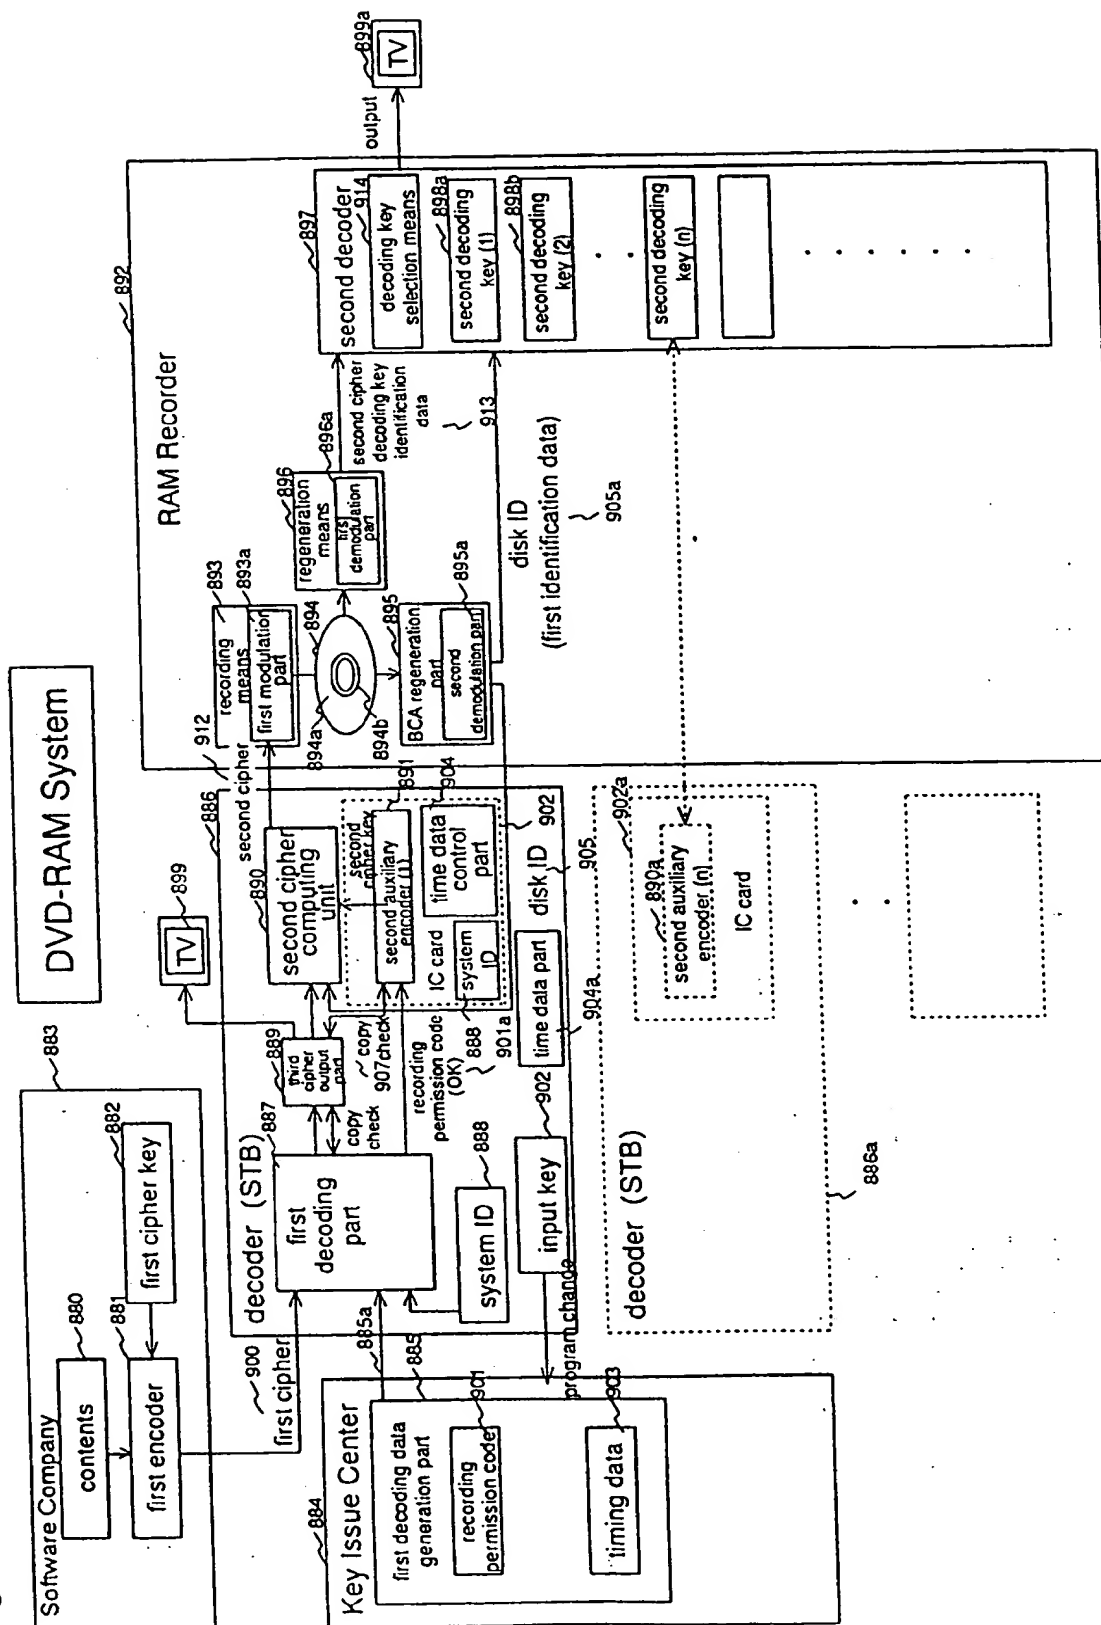 DVD-RAM System
Software Company
883
contents
880
first encoder
881
first cipher key
882
900
first cipher
Key Issue Center
884
first decoding data
generation part
885
885a
recording
permission code
901
timing data
903
program change
decoder (STB)
886
first
decoding
part
887
system ID
888
input key
902
copy
check
third
cipher
output
part
889
copy
check
907
recording
permission code
(OK)
901a
TV
899
second cipher
computing
unit
890
second cipher
912
second
cipher key
second auxiliary
encoder (1)
891
IC card
system
ID
888
time data
control
part
904
902
time data part
904a
disk ID
905
decoder (STB)
886a
902a
890a
second auxiliary
encoder (n)
IC card
RAM Recorder
892
recording
means
893
first modulation
part
893a
894
894a
894b
BCA regeneration
part
895
second
demodulation part
895a
regeneration
means
896
first
demodulation
part
896a
second cipher
decoding key
identification
data
913
disk ID
(first identification data)
905a
second decoder
897
decoding key
selection means
914
second decoding
key (1)
898a
second decoding
key (2)
898b
second decoding
key (n)
output
TV
899a